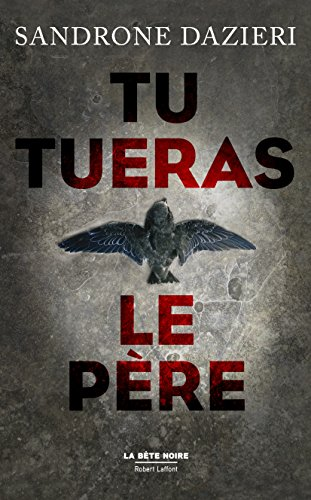 SANDRONE DAZIERI
TU
TUERAS
LE
PÈRE
LA BÊTE NOIRE
Robert Laffont